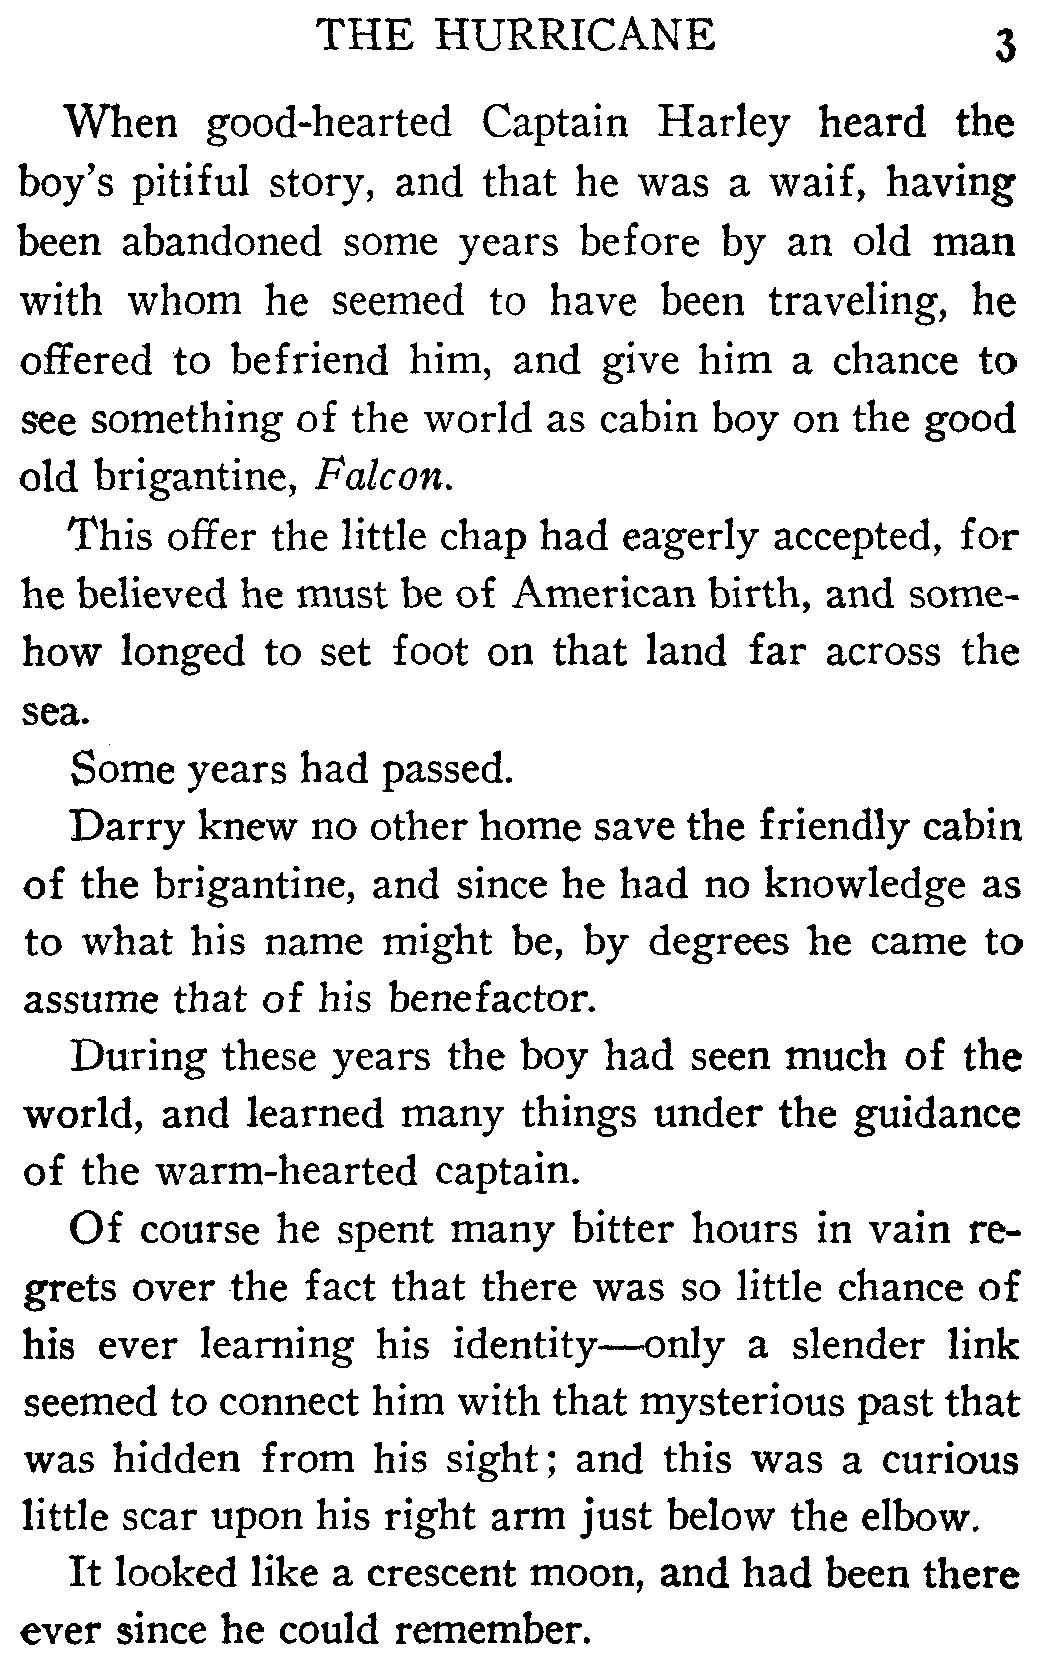 THE HURRICANE 3
When good-hearted Captain Harley heard the
boy's pitiful story, and that he was a waif, having
been abandoned some years before by an old man
with whom he seemed to have been traveling, he
offered to befriend him, and give him a chance to
see something of the world as cabin boy on the good
old brigantine, Falcon.
This offer the little chap had eagerly accepted, for
he believed he must be of American birth, and some-
how longed to set foot on that land far across the
sea.
Some years had passed.
Darry knew no other home save the friendly cabin
of the brigantine, and since he had no knowledge as
to what his name might be, by degrees he came to
assume that of his benefactor.
During these years the boy had seen much of the
world, and learned many things under the guidance
of the warm-hearted captain.
Of course he spent many bitter hours in vain re-
grets over the fact that there was so little chance of
his ever learning his identity—only a slender link
seemed to connect him with that mysterious past that
was hidden from his sight; and this was a curious
little scar upon his right arm just below the elbow.
It looked like a crescent moon, and had been there
ever since he could remember.